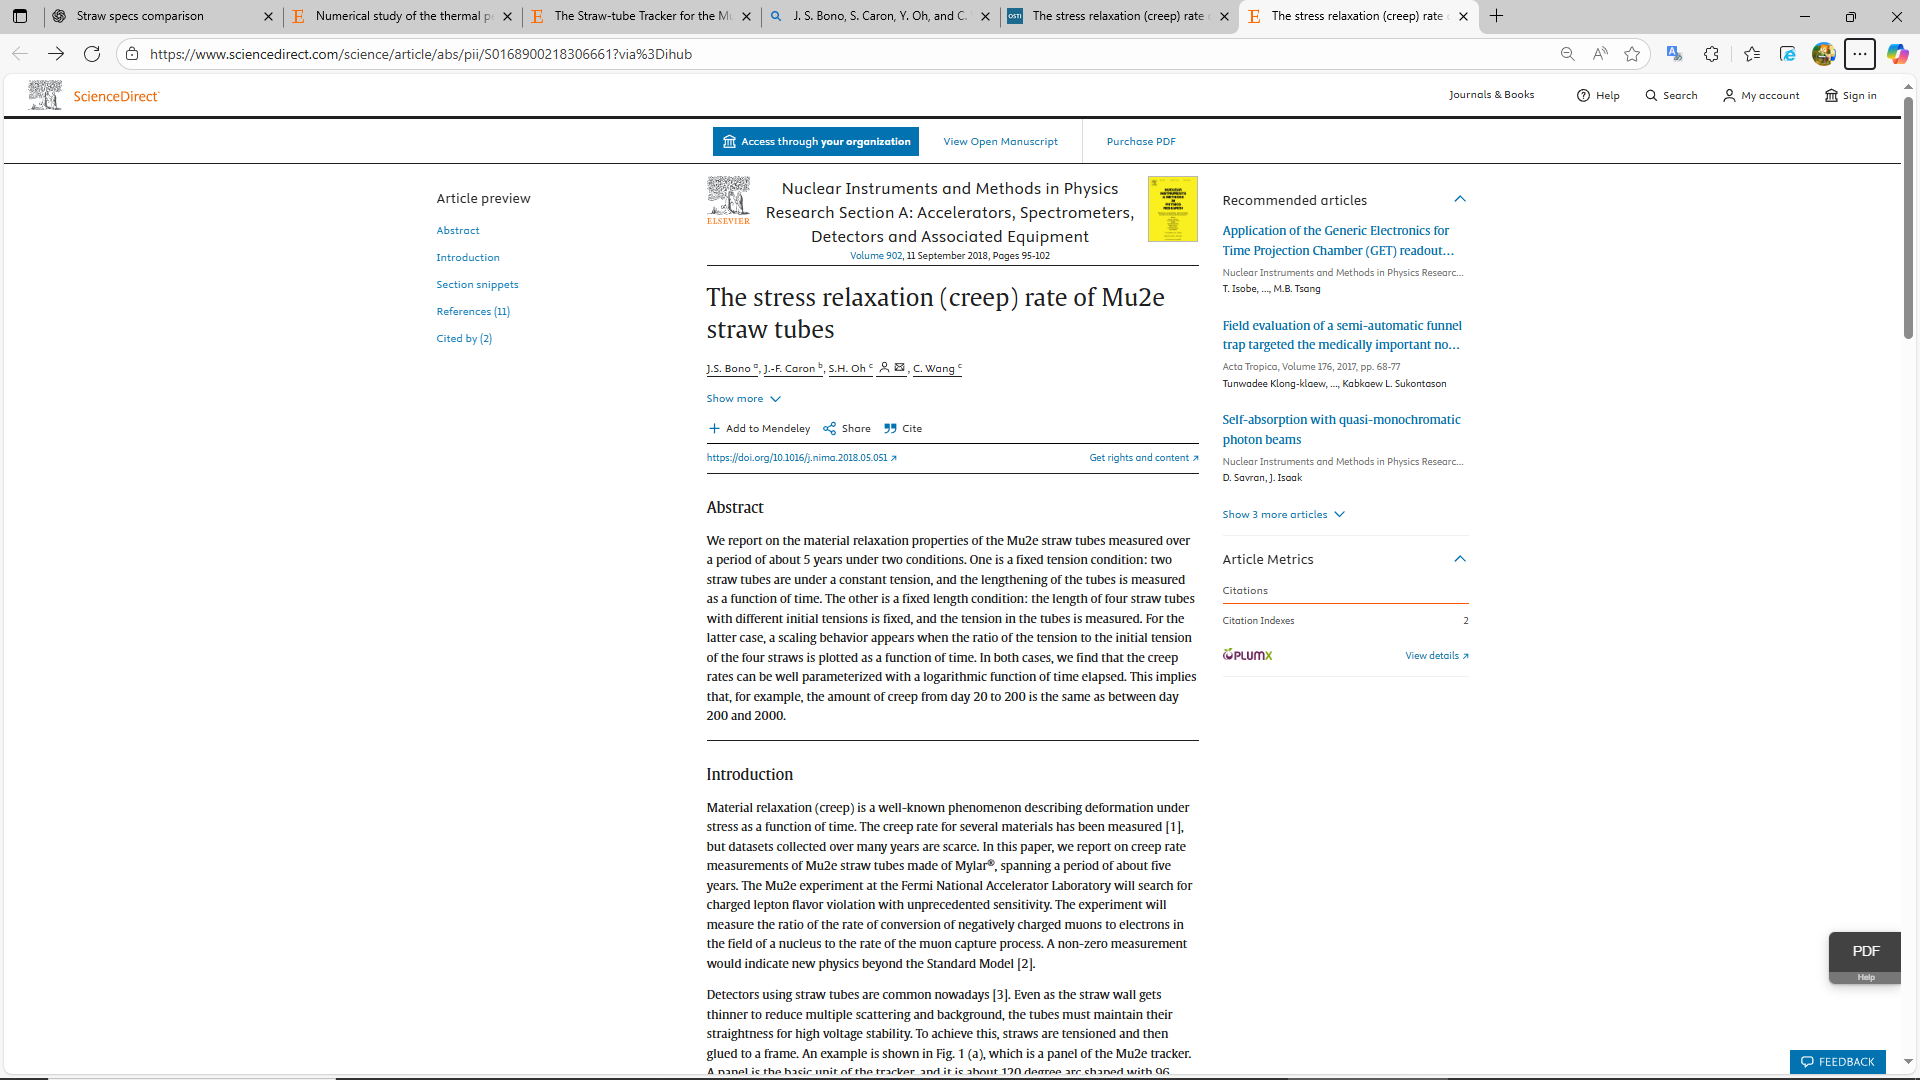 Straw specs comparison
Numerical study of the thermal pe
The Straw-tube Tracker for the Mu
J. S. Bono, S. Caron, Y. Oh, and C.
OSTI
The stress relaxation (creep) rate
The stress relaxation (creep) rate
https://www.sciencedirect.com/science/article/abs/pii/S0168900218306661?via%3Dihub
ScienceDirect
Journals & Books
Help
Search
My account
Sign in
Access through your organization
View Open Manuscript
Purchase PDF
Article preview
Abstract
Introduction
Section snippets
References (11)
Cited by (2)
ELSEVIER
Nuclear Instruments and Methods in Physics
Research Section A: Accelerators, Spectrometers,
Detectors and Associated Equipment
Volume 902, 11 September 2018, Pages 95-102
The stress relaxation (creep) rate of Mu2e
straw tubes
J.S. Bono a, J.-F. Caron b, S.H. Oh c, C. Wang c
Show more
Add to Mendeley
Share
Cite
https://doi.org/10.1016/j.nima.2018.05.051
Get rights and content
Abstract
We report on the material relaxation properties of the Mu2e straw tubes measured over
a period of about 5 years under two conditions. One is a fixed tension condition: two
straw tubes are under a constant tension, and the lengthening of the tubes is measured
as a function of time. The other is a fixed length condition: the length of four straw tubes
with different initial tensions is fixed, and the tension in the tubes is measured. For the
latter case, a scaling behavior appears when the ratio of the tension to the initial tension
of the four straws is plotted as a function of time. In both cases, we find that the creep
rates can be well parameterized with a logarithmic function of time elapsed. This implies
that, for example, the amount of creep from day 20 to 200 is the same as between day
200 and 2000.
Introduction
Material relaxation (creep) is a well-known phenomenon describing deformation under
stress as a function of time. The creep rate for several materials has been measured [1],
but datasets collected over many years are scarce. In this paper, we report on creep rate
measurements of Mu2e straw tubes made of Mylar®, spanning a period of about five
years. The Mu2e experiment at the Fermi National Accelerator Laboratory will search for
charged lepton flavor violation with unprecedented sensitivity. The experiment will
measure the ratio of the rate of conversion of negatively charged muons to electrons in
the field of a nucleus to the rate of the muon capture process. A non-zero measurement
would indicate new physics beyond the Standard Model [2].
Detectors using straw tubes are common nowadays [3]. Even as the straw wall gets
thinner to reduce multiple scattering and background, the tubes must maintain their
straightness for high voltage stability. To achieve this, straws are tensioned and then
glued to a frame. An example is shown in Fig. 1 (a), which is a panel of the Mu2e tracker.
A panel is the basic unit of the tracker, and it is about 120 degree arc shaped with 96
Recommended articles
Application of the Generic Electronics for
Time Projection Chamber (GET) readout…
Nuclear Instruments and Methods in Physics Researc…
T. Isobe, …, M.B. Tsang
Field evaluation of a semi-automatic funnel
trap targeted the medically important no…
Acta Tropica, Volume 176, 2017, pp. 68-77
Tunwadee Klong-klaew, …, Kabkaew L. Sukontason
Self-absorption with quasi-monochromatic
photon beams
Nuclear Instruments and Methods in Physics Researc…
D. Savran, J. Isaak
Show 3 more articles
Article Metrics
Citations
Citation Indexes 2
PLUMX
View details
PDF
Help
FEEDBACK